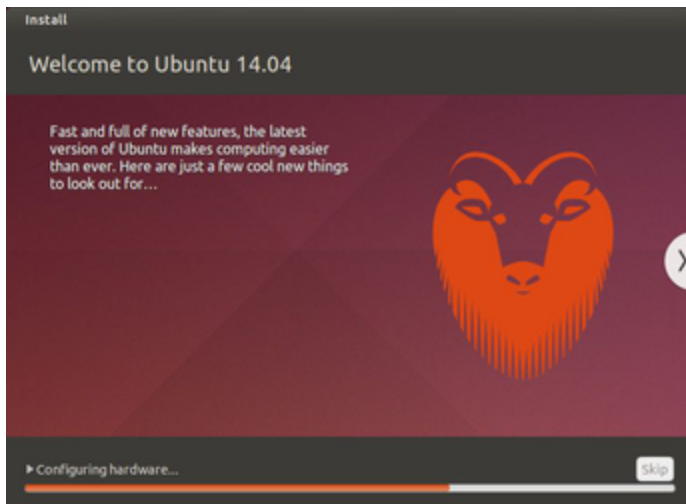 Install
Welcome to Ubuntu 14.04
Fast and full of new features, the latest
version of Ubuntu makes computing easier
than ever. Here are just a few cool new things
to look out for...
Configuring hardware...
Skip